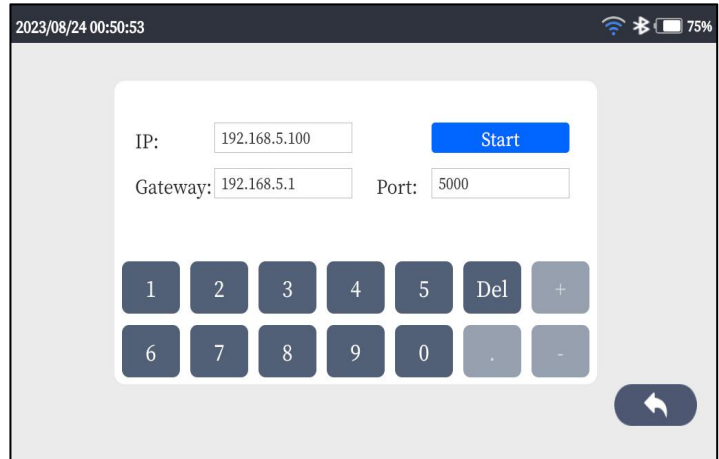 2023/08/24 00:50:53 75%
IP: 192.168.5.100 Start
Gateway: 192.168.5.1 Port: 5000
1 2 3 4 5 Del +
6 7 8 9 0 . -